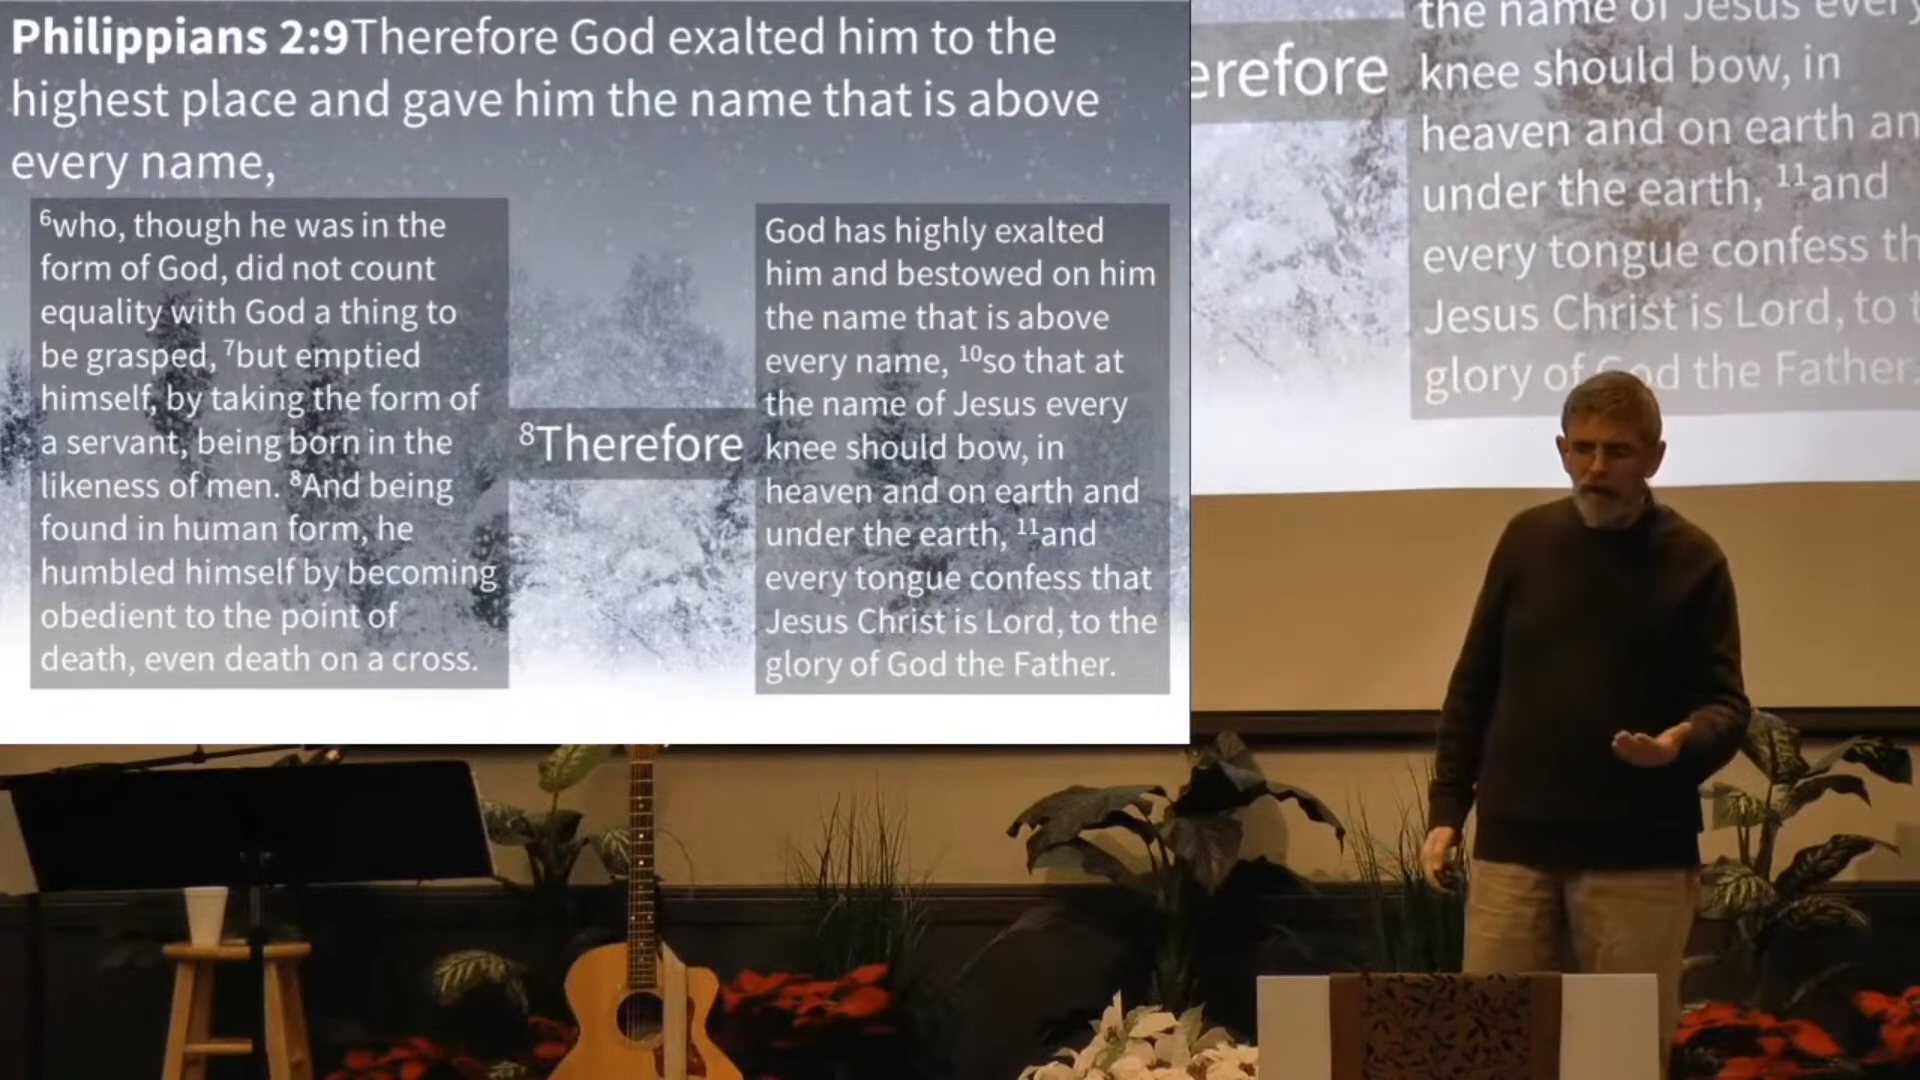 Philippians 2:9Therefore God exalted him to the
highest place and gave him the name that is above
every name,
⁶who, though he was in the
form of God, did not count
equality with God a thing to
be grasped, ⁷but emptied
himself, by taking the form of
a servant, being born in the
likeness of men. ⁸And being
found in human form, he
humbled himself by becoming
obedient to the point of
death, even death on a cross.
⁸Therefore
God has highly exalted
him and bestowed on him
the name that is above
every name, ¹⁰so that at
the name of Jesus every
knee should bow, in
heaven and on earth and
under the earth, ¹¹and
every tongue confess that
Jesus Christ is Lord, to the
glory of God the Father.
erefore
the name of Jesus every
knee should bow, in
heaven and on earth an
under the earth, ¹¹and
every tongue confess th
Jesus Christ is Lord, to t
glory of God the Father.